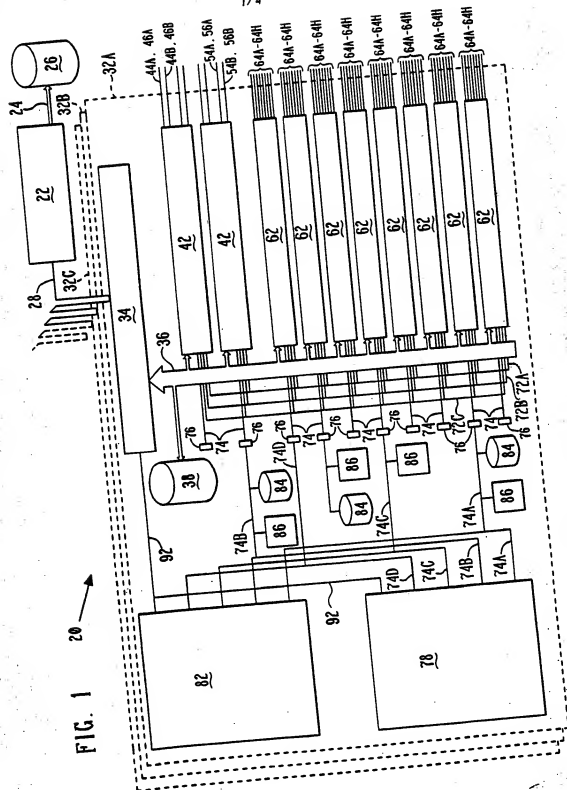 1/4
FIG. 1
20
26
24
22
28
32B
32C
32A
34
36
38
44A, 46A
44B, 46B
54A, 56A
54B, 56B
42
42
64A-64H
64A-64H
64A-64H
64A-64H
64A-64H
64A-64H
64A-64H
64A-64H
62
62
62
62
62
62
62
62
76
74
76
76
74
76
76
74
76
76
74
76
72C
72B
72A
74D
74B
74C
74A
84
86
86
84
86
84
86
92
92
82
78
74D
74C
74B
74A